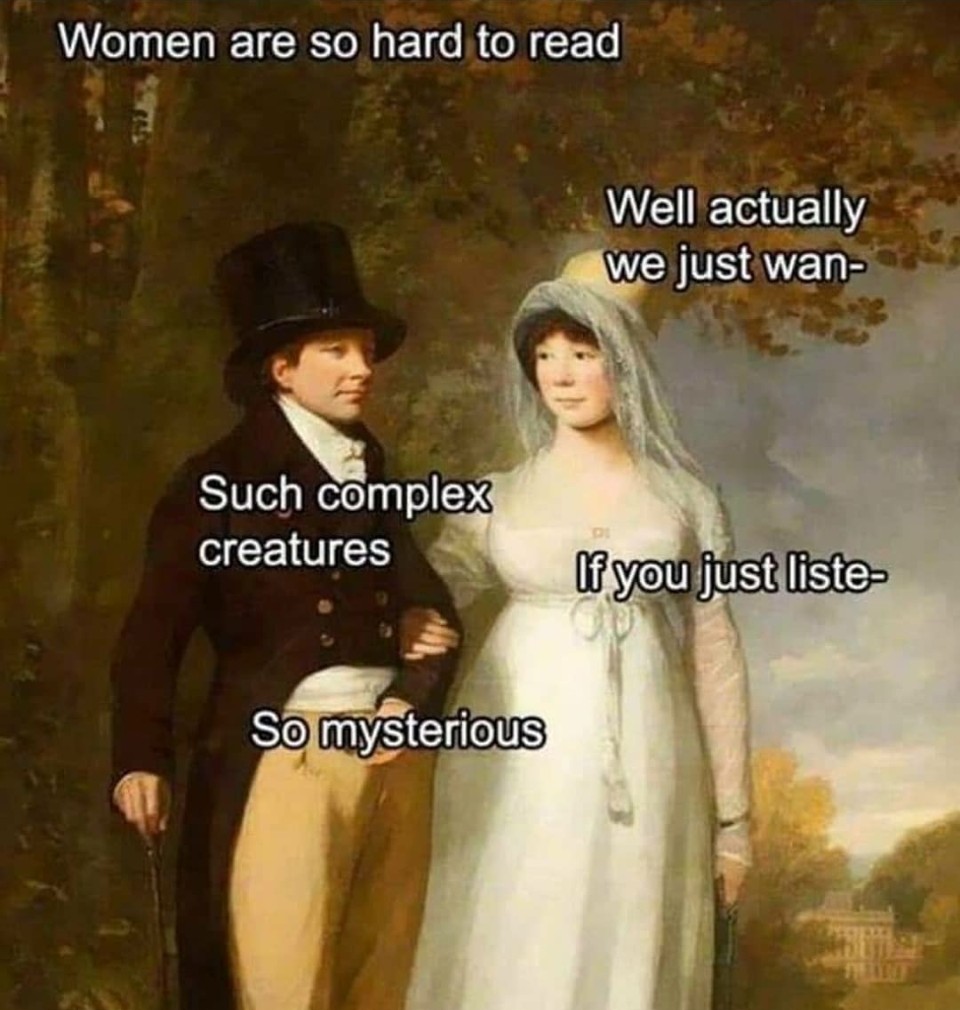 Women are so hard to read
Well actually
we just wan-
Such complex
creatures
If you just liste-
So mysterious